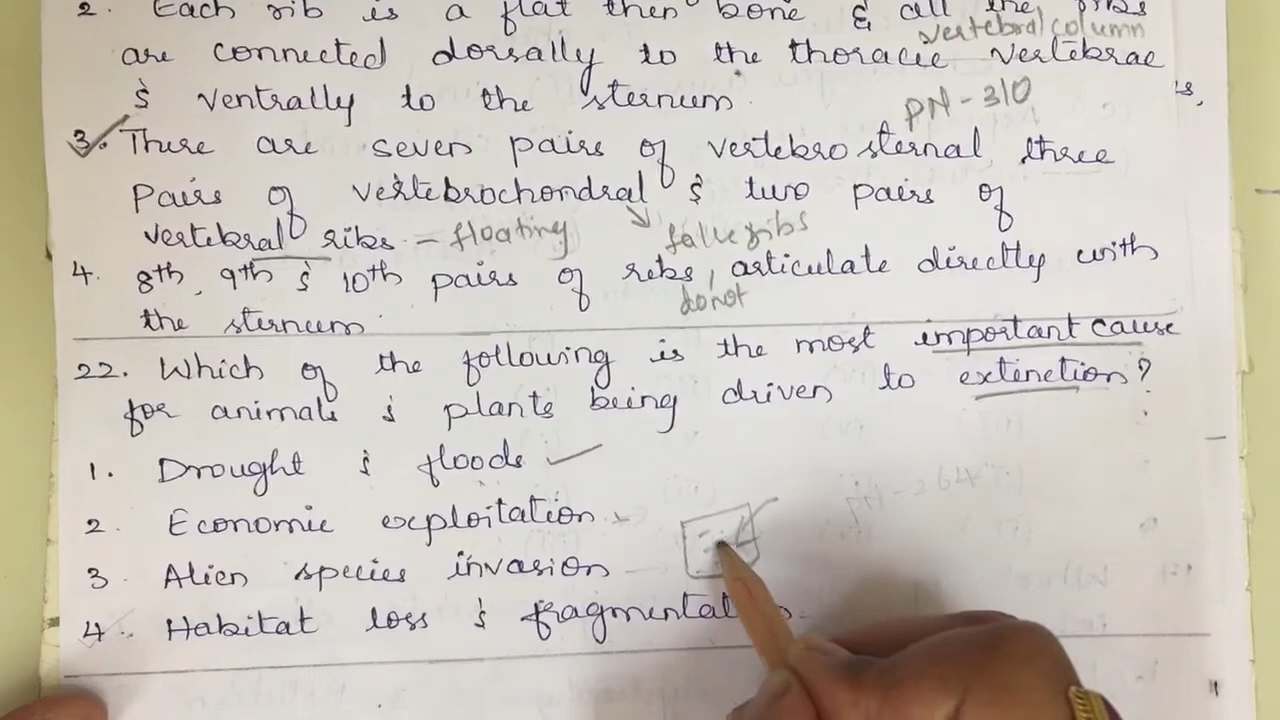 2. Each rib is a flat thin bone & all the ribs
vertebral column
are connected dorsally to the thoracic vertebrae
& ventrally to the sternum.
PN-310
3. There are seven pairs of vertebrosternal, three
pairs of vertebrochondral & two pairs of
vertebral ribs - floating
false ribs
4. 8th, 9th & 10th pairs of ribs, articulate directly with
do not
the sternum.
22. Which of the following is the most important cause
for animals & plants being driven to extinction?
1. Drought & floods
2. Economic exploitation
3. Alien species invasion
4. Habitat loss & fragmentat